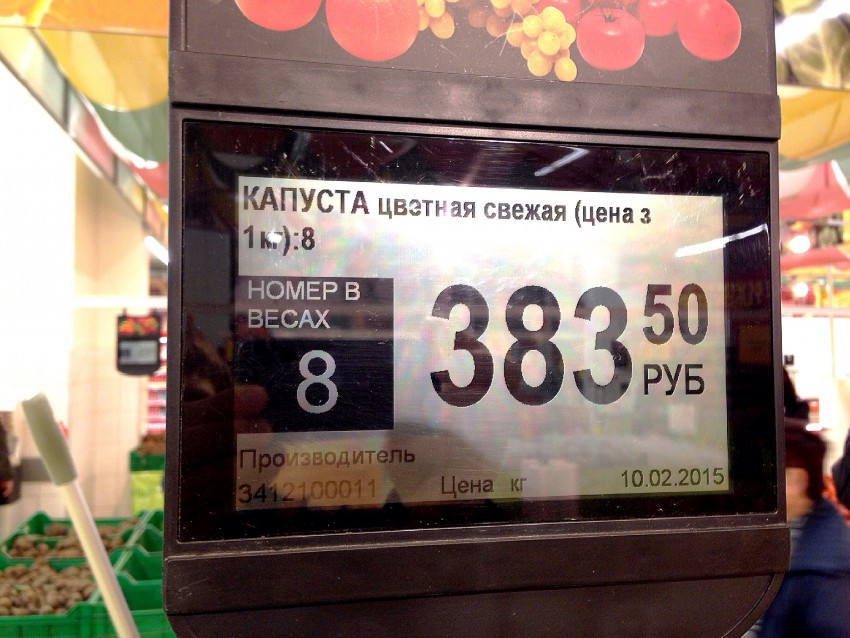 КАПУСТА цветная свежая (цена з
1кг):8
НОМЕР В
ВЕСАХ
8
383 50
РУБ
Производитель
3412100011
Цена кг
10.02.2015